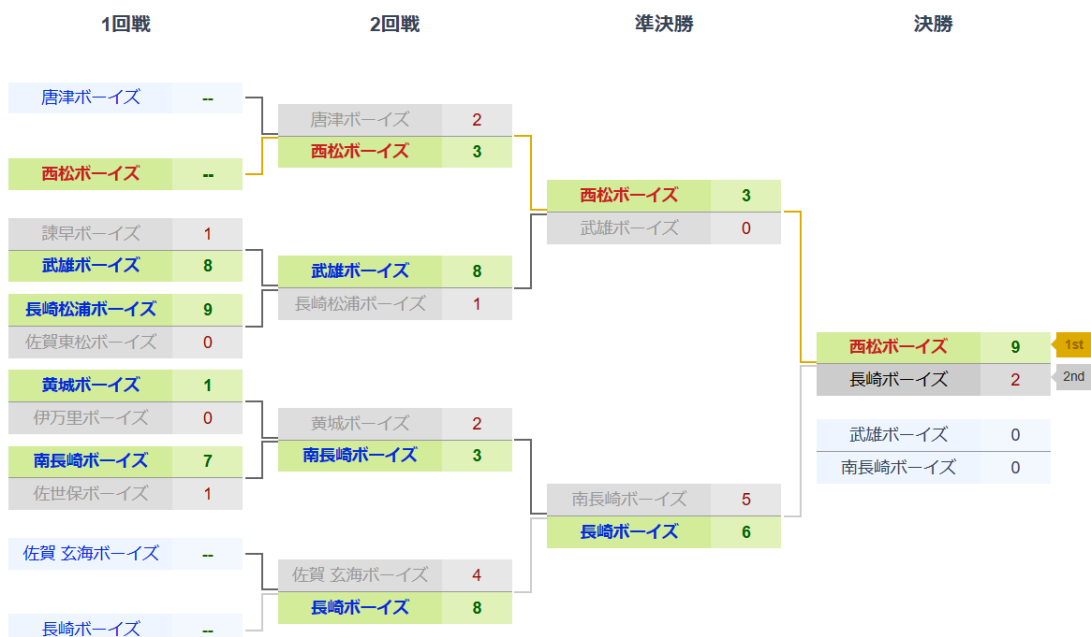 1回戦
2回戦
準決勝
決勝
唐津ボーイズ --
西松ボーイズ --
諫早ボーイズ 1
武雄ボーイズ 8
長崎松浦ボーイズ 9
佐賀東松ボーイズ 0
黄城ボーイズ 1
伊万里ボーイズ 0
南長崎ボーイズ 7
佐世保ボーイズ 1
佐賀 玄海ボーイズ --
長崎ボーイズ --
唐津ボーイズ 2
西松ボーイズ 3
武雄ボーイズ 8
長崎松浦ボーイズ 1
黄城ボーイズ 2
南長崎ボーイズ 3
佐賀 玄海ボーイズ 4
長崎ボーイズ 8
西松ボーイズ 3
武雄ボーイズ 0
南長崎ボーイズ 5
長崎ボーイズ 6
西松ボーイズ 9 1st
長崎ボーイズ 2 2nd
武雄ボーイズ 0
南長崎ボーイズ 0